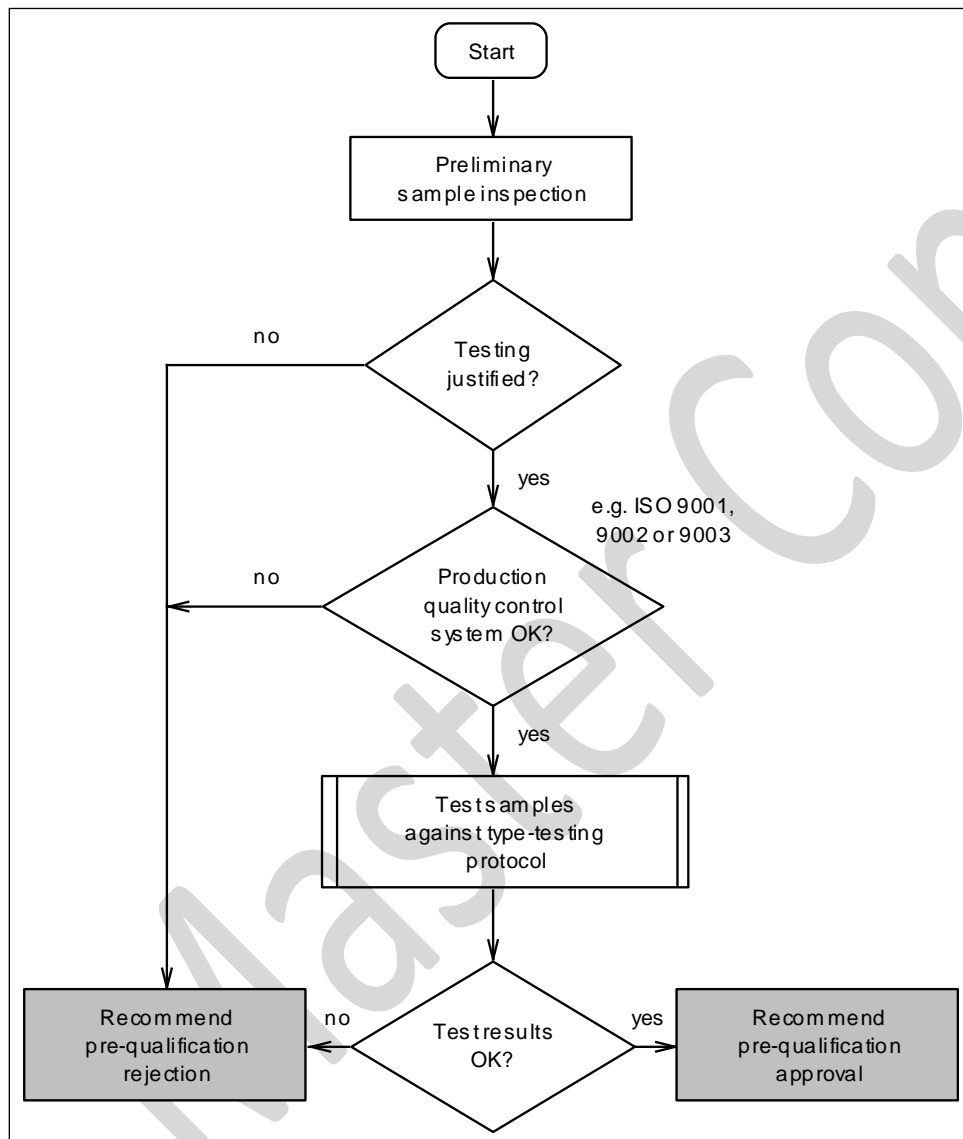 Start
Preliminary
sample inspection
no
Testing
justified?
yes
e.g. ISO 9001,
9002 or 9003
no
Production
quality control
system OK?
yes
Test samples
against type-testing
protocol
Recommend
pre-qualification
rejection
no
Test results
OK?
yes
Recommend
pre-qualification
approval
Master